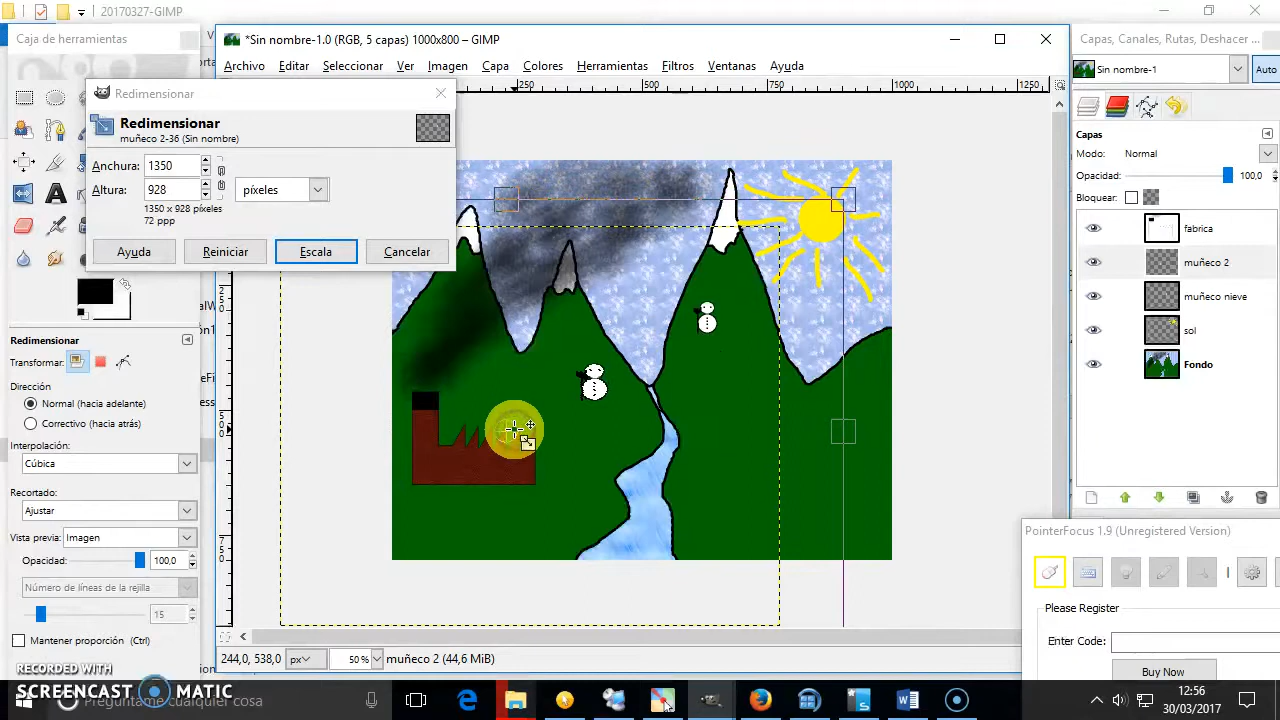 20170327-GIMP
Caja de herramientas
*Sin nombre-1.0 (RGB, 5 capas) 1000x800 – GIMP
Capas, Canales, Rutas, Deshacer
Archivo Editar Seleccionar Ver Imagen Capa Colores Herramientas Filtros Ventanas Ayuda
Sin nombre-1
Auto
Redimensionar
Redimensionar
muñeco 2-36 (Sin nombre)
250 500 750 1000 1250
Anchura: 1350
Altura: 928
píxeles
1350 x 928 píxeles
72 ppp
Ayuda Reiniciar Escala Cancelar
Capas
Modo: Normal
Opacidad: 100,0
Bloquear:
fabrica
muñeco 2
muñeco nieve
sol
Fondo
Redimensionar
Transformar:
Dirección
Normal (hacia adelante)
Corrective (hacia atrás)
Interpolación:
Cúbica
Recortado:
Ajustar
Vista previa: Imagen
Opacidad: 100,0
Número de líneas de la rejilla
15
Mantener proporción (Ctrl)
244,0, 538,0 px 50 % muñeco 2 (44,6 MiB)
PointerFocus 1.9 (Unregistered Version)
Please Register
Enter Code:
Buy Now
RECORDED WITH
SCREENCAST MATIC
Pregúntame cualquier cosa
12:56
30/03/2017